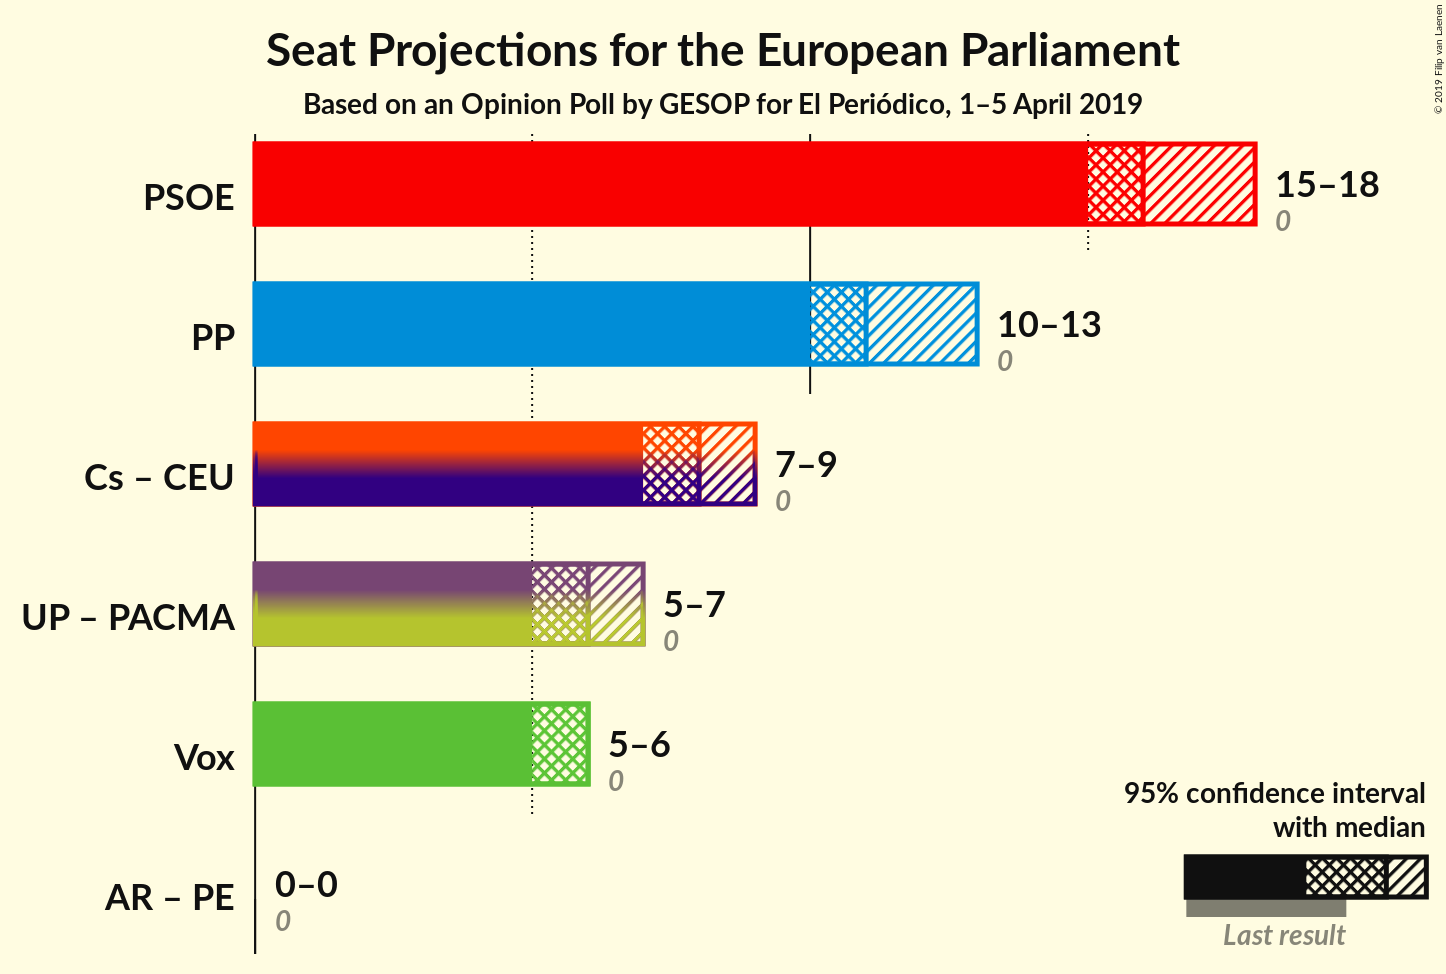 Seat Projections for the European Parliament
Based on an Opinion Poll by GESOP for El Periódico, 1–5 April 2019
© 2019 Filip van Laenen
PSOE
15–18
0
PP
10–13
0
Cs – CEU
7–9
0
UP – PACMA
5–7
0
Vox
5–6
0
AR – PE
0–0
0
95% confidence interval
with median
Last result